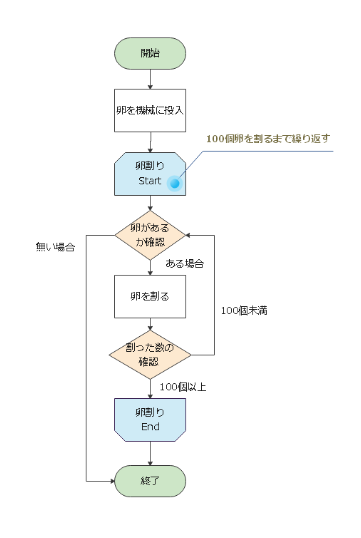 開始
卵を機械に投入
100個卵を割るまで繰り返す
卵割り
Start
卵がある
か確認
無い場合
ある場合
卵を割る
100個未満
割った数の
確認
100個以上
卵割り
End
終了